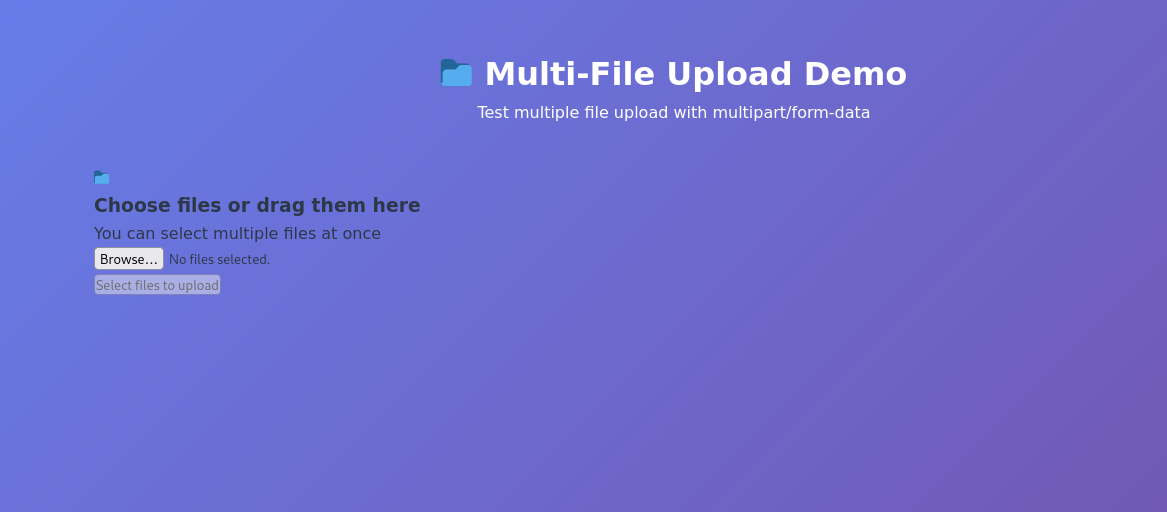 Multi-File Upload Demo
Test multiple file upload with multipart/form-data
Choose files or drag them here
You can select multiple files at once
Browse... No files selected.
Select files to upload